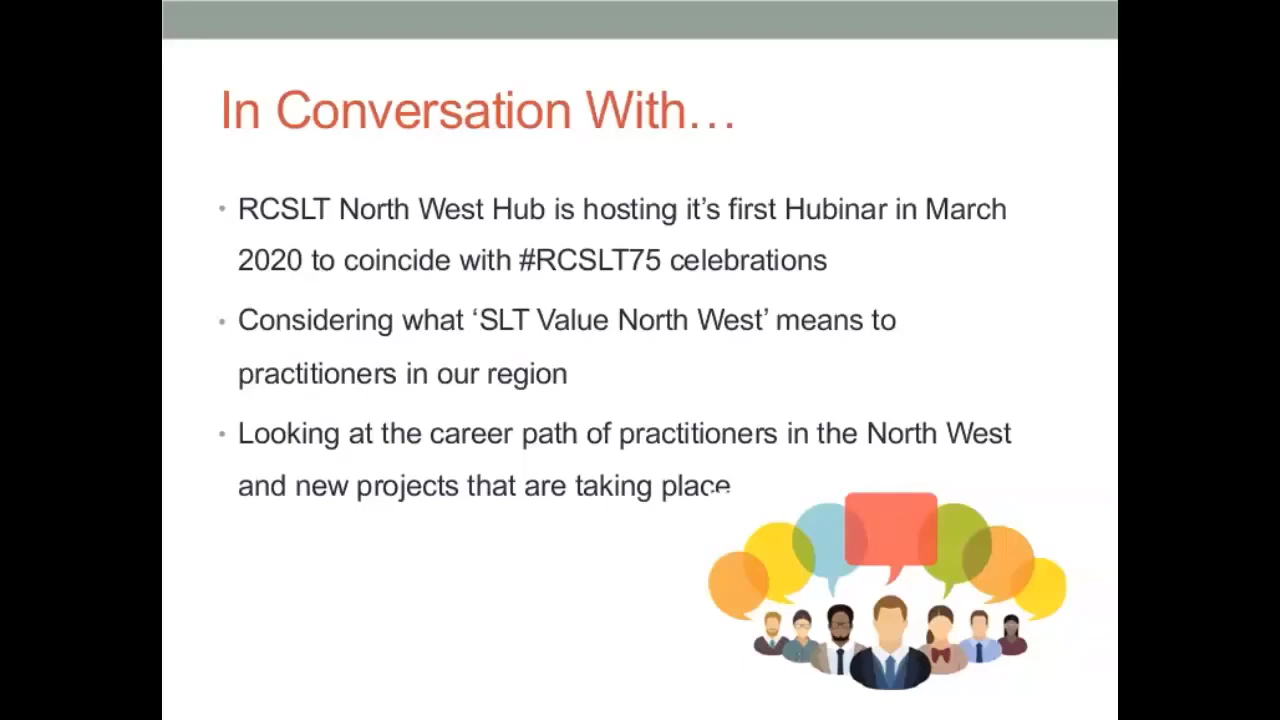 In Conversation With…
• RCSLT North West Hub is hosting it’s first Hubinar in March
2020 to coincide with #RCSLT75 celebrations
• Considering what ‘SLT Value North West’ means to
practitioners in our region
• Looking at the career path of practitioners in the North West
and new projects that are taking place